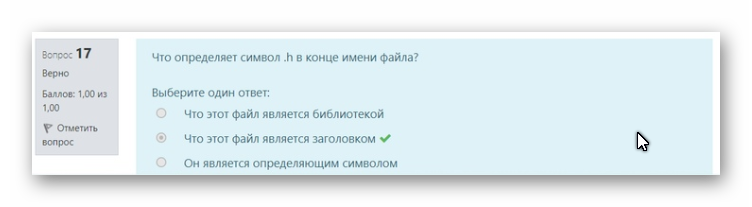 Вопрос 17
Верно
Баллов: 1,00 из
1,00
Отметить
вопрос
Что определяет символ .h в конце имени файла?
Выберите один ответ:
Что этот файл является библиотекой
Что этот файл является заголовком
Он является определяющим символом